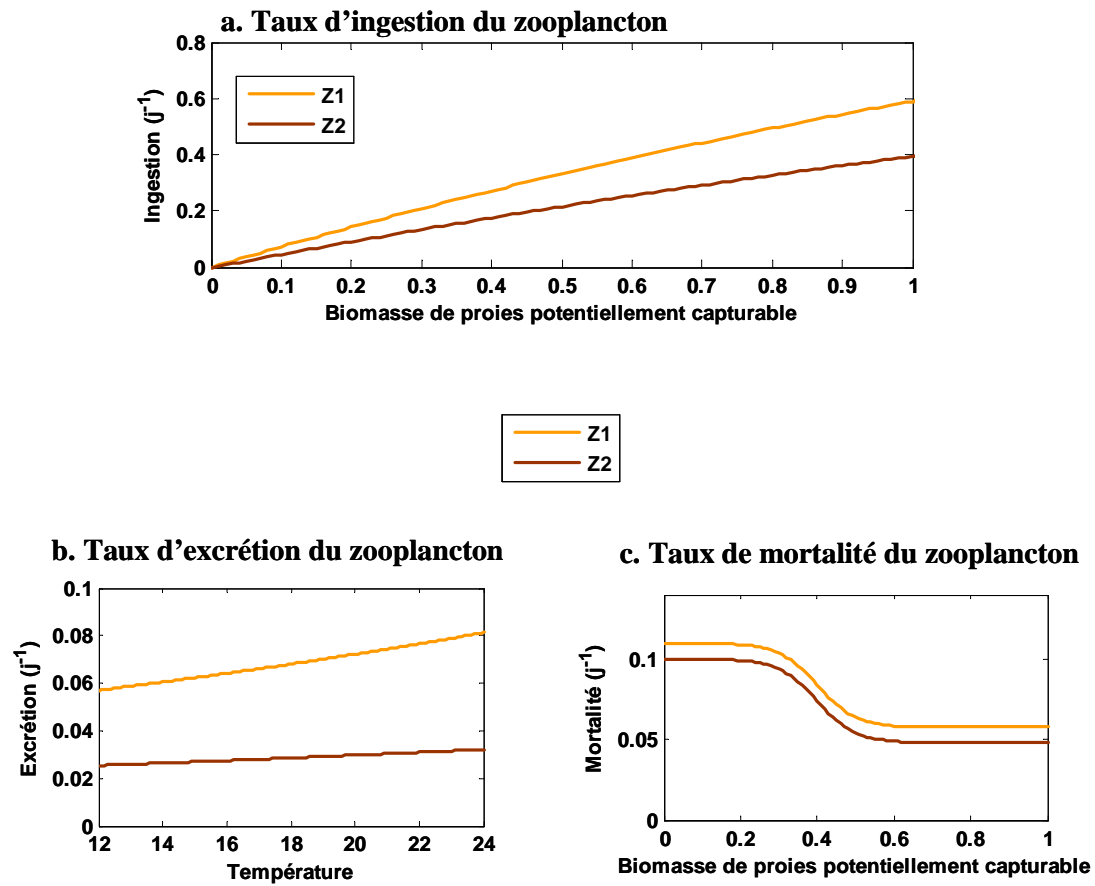 a. Taux d’ingestion du zooplancton
0.8
0.6
0.4
0.2
0
Ingestion (j-1)
Z1
Z2
0 0.1 0.2 0.3 0.4 0.5 0.6 0.7 0.8 0.9 1
Biomasse de proies potentiellement capturable
Z1
Z2
b. Taux d’excrétion du zooplancton
0.1
0.08
0.06
0.04
0.02
0
Excrétion (j-1)
12 14 16 18 20 22 24
Température
c. Taux de mortalité du zooplancton
0.1
0.05
0
Mortalité (j-1)
0 0.2 0.4 0.6 0.8 1
Biomasse de proies potentiellement capturable